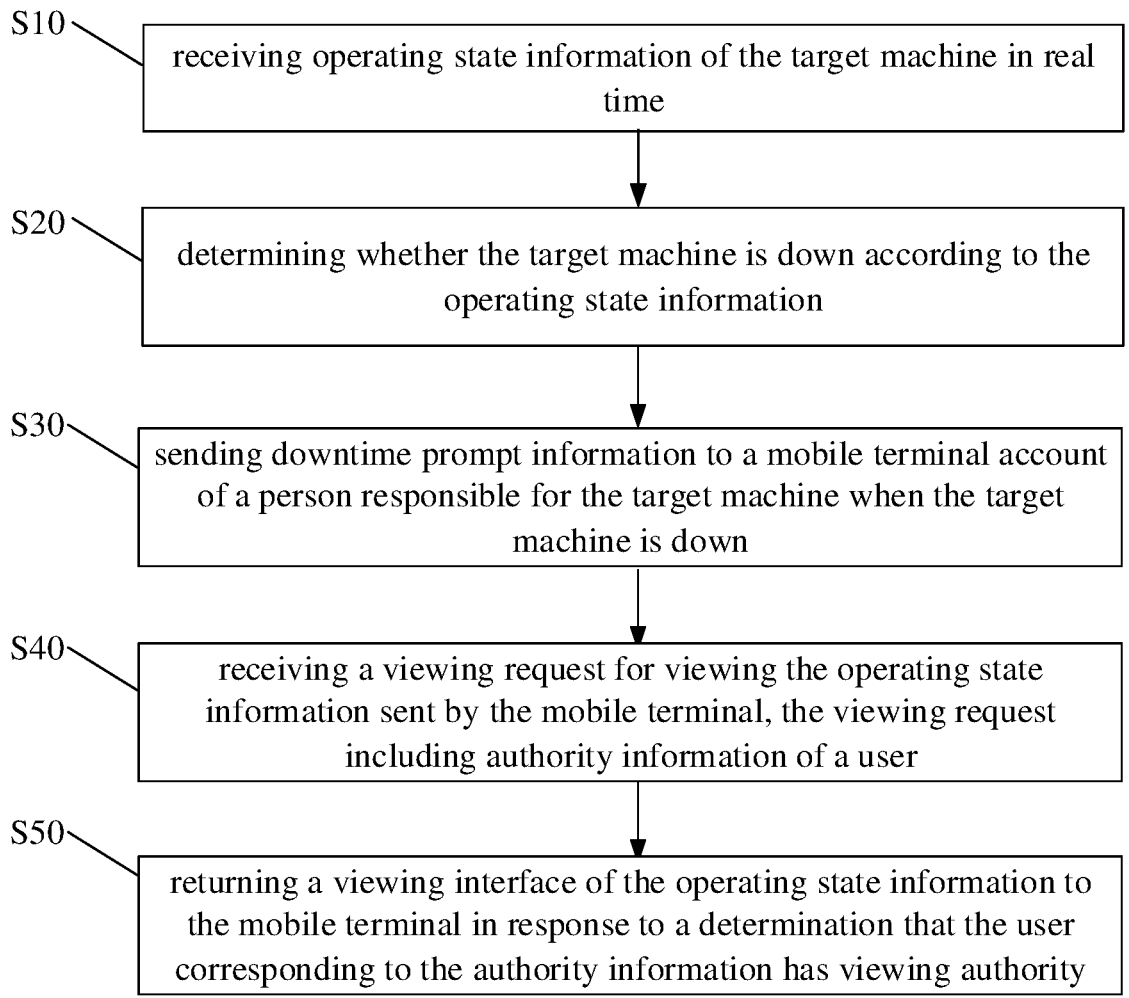 S10
receiving operating state information of the target machine in real
time
S20
determining whether the target machine is down according to the
operating state information
S30
sending downtime prompt information to a mobile terminal account
of a person responsible for the target machine when the target
machine is down
S40
receiving a viewing request for viewing the operating state
information sent by the mobile terminal, the viewing request
including authority information of a user
S50
returning a viewing interface of the operating state information to
the mobile terminal in response to a determination that the user
corresponding to the authority information has viewing authority